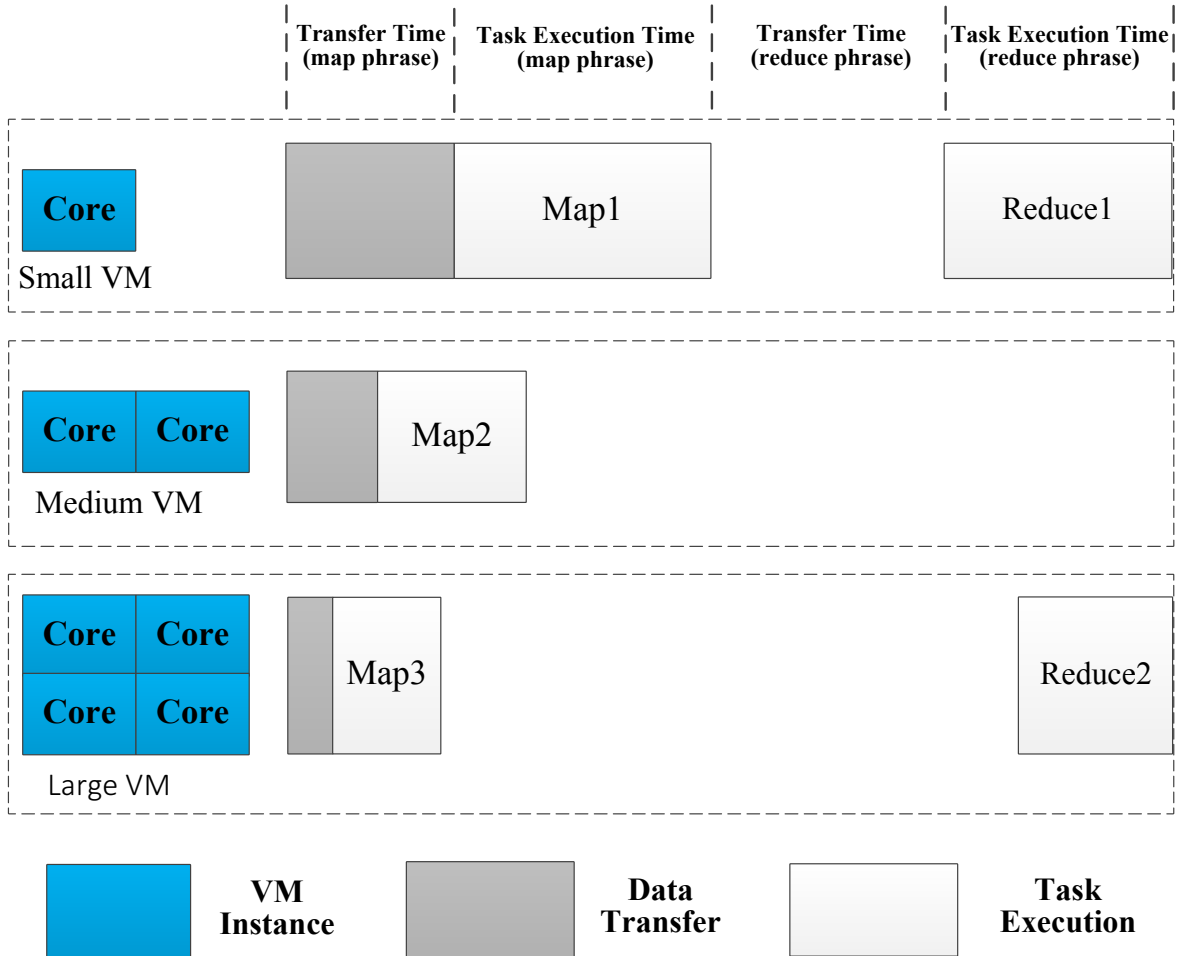 Transfer Time
(map phrase)
Task Execution Time
(map phrase)
Transfer Time
(reduce phrase)
Task Execution Time
(reduce phrase)
Core
Small VM
Map1
Reduce1
Core Core
Medium VM
Map2
Core Core
Core Core
Large VM
Map3
Reduce2
VM
Instance
Data
Transfer
Task
Execution